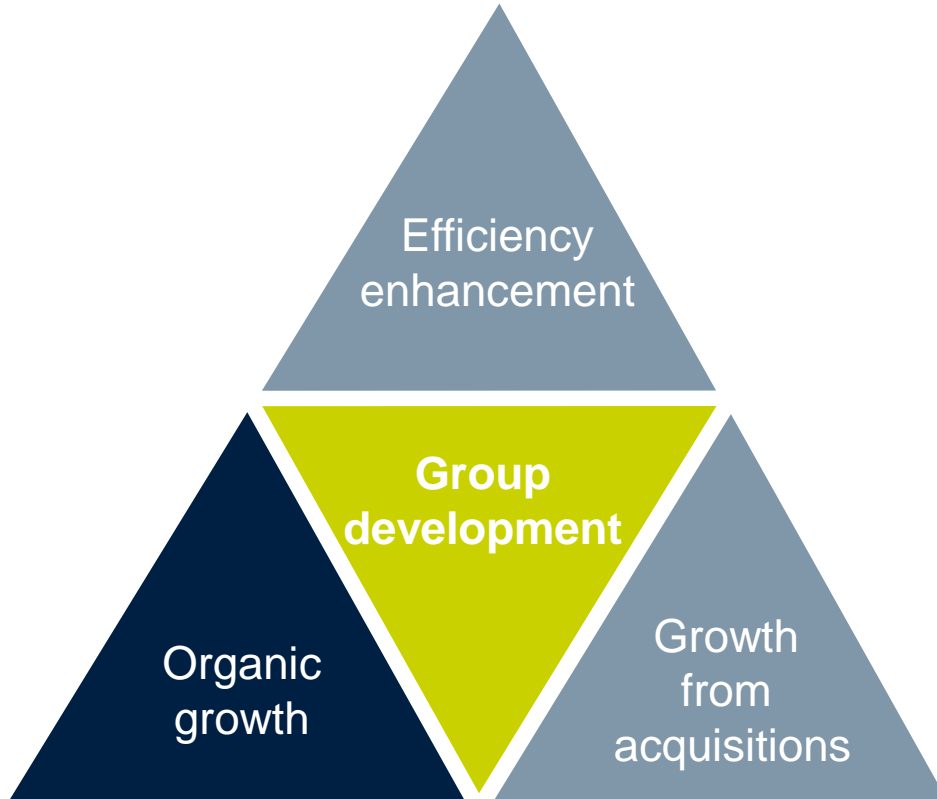 Efficiency
enhancement
Group
development
Organic
growth
Growth
from
acquisitions